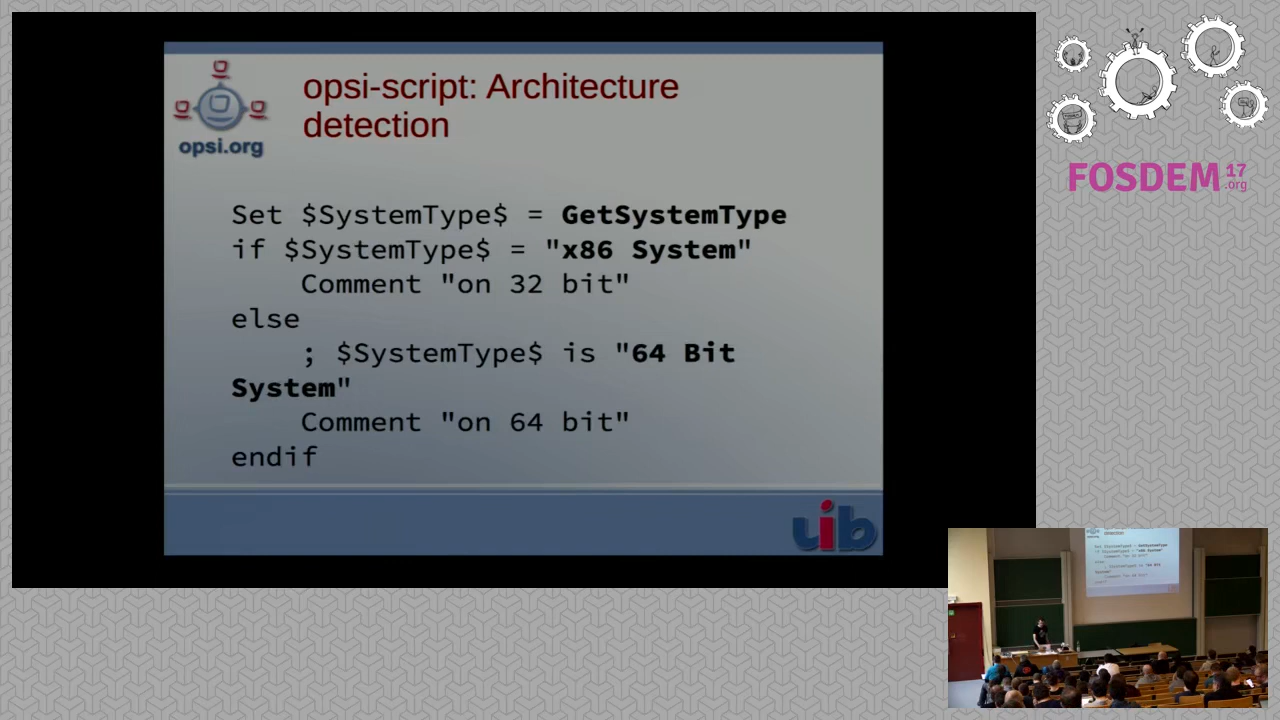 opsi-script: Architecture
detection
opsi.org
Set $SystemType$ = GetSystemType
if $SystemType$ = "x86 System"
Comment "on 32 bit"
else
; $SystemType$ is "64 Bit
System"
Comment "on 64 bit"
endif
uib
FOSDEM 17
.org